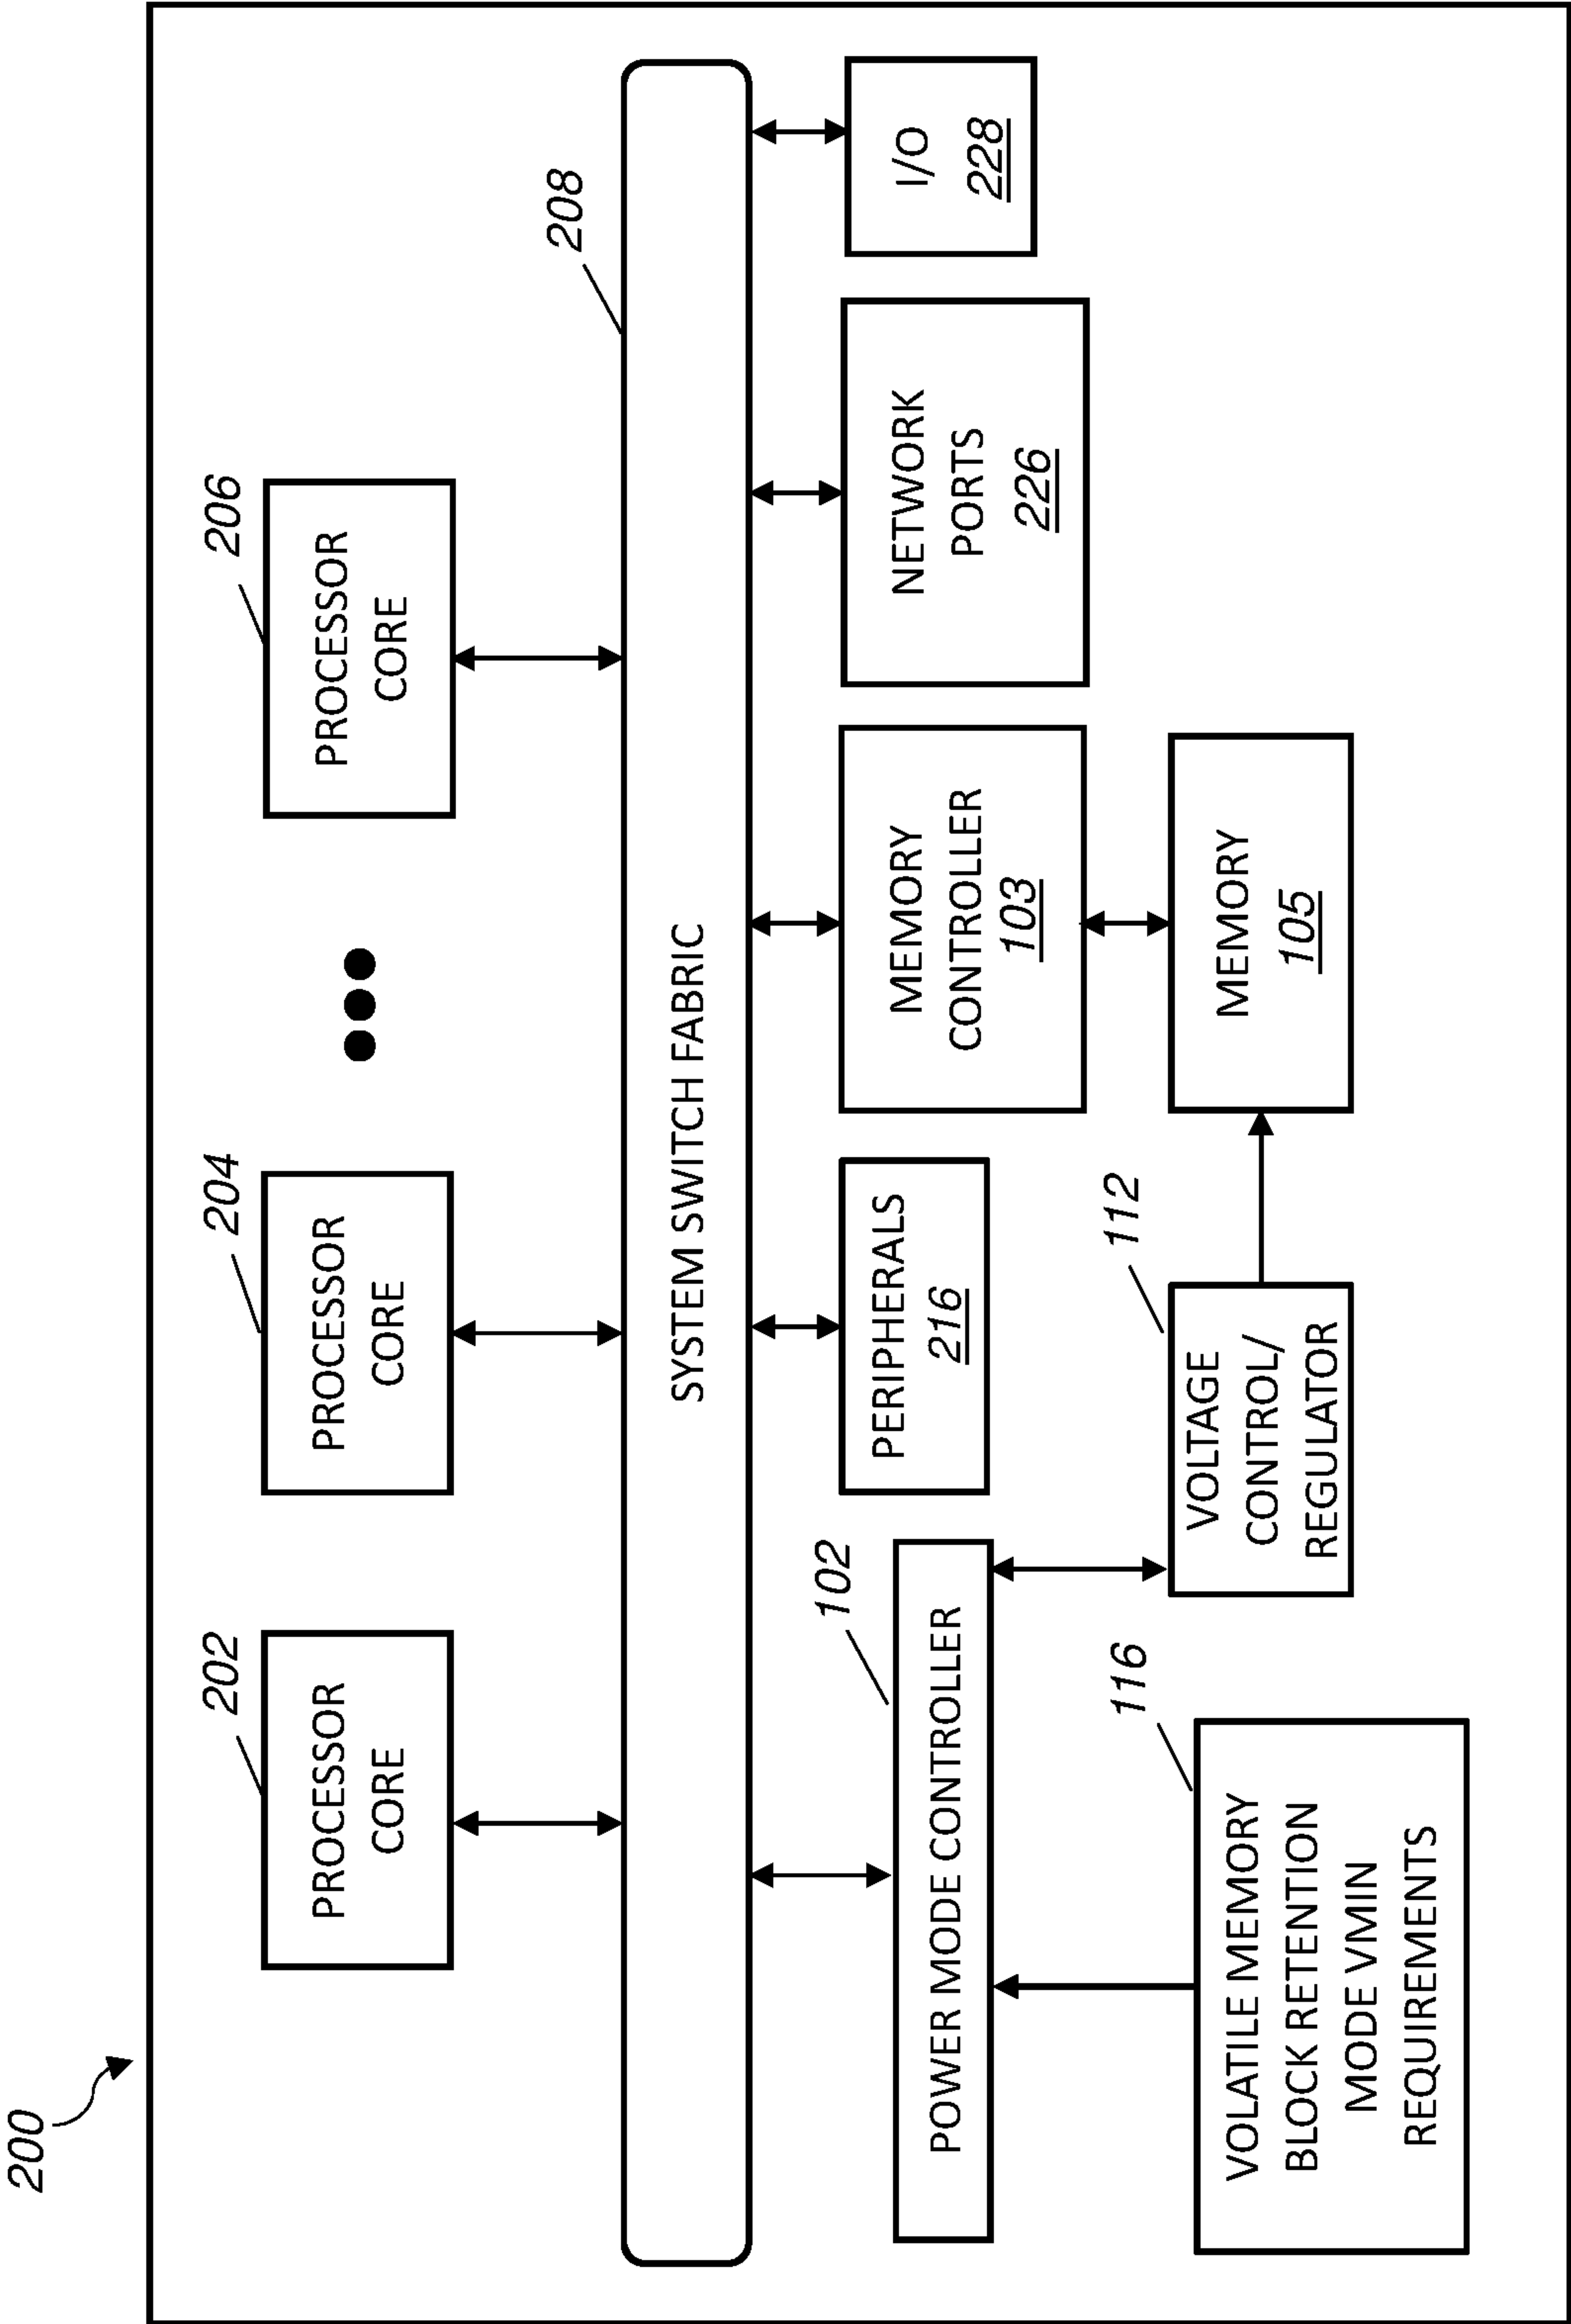 200
202
PROCESSOR
CORE
204
PROCESSOR
CORE
206
PROCESSOR
CORE
208
SYSTEM SWITCH FABRIC
102
POWER MODE CONTROLLER
PERIPHERALS
216
MEMORY
CONTROLLER
103
NETWORK
PORTS
226
I/O
228
116
VOLATILE MEMORY
BLOCK RETENTION
MODE VMIN
REQUIREMENTS
112
VOLTAGE
CONTROL/
REGULATOR
MEMORY
105